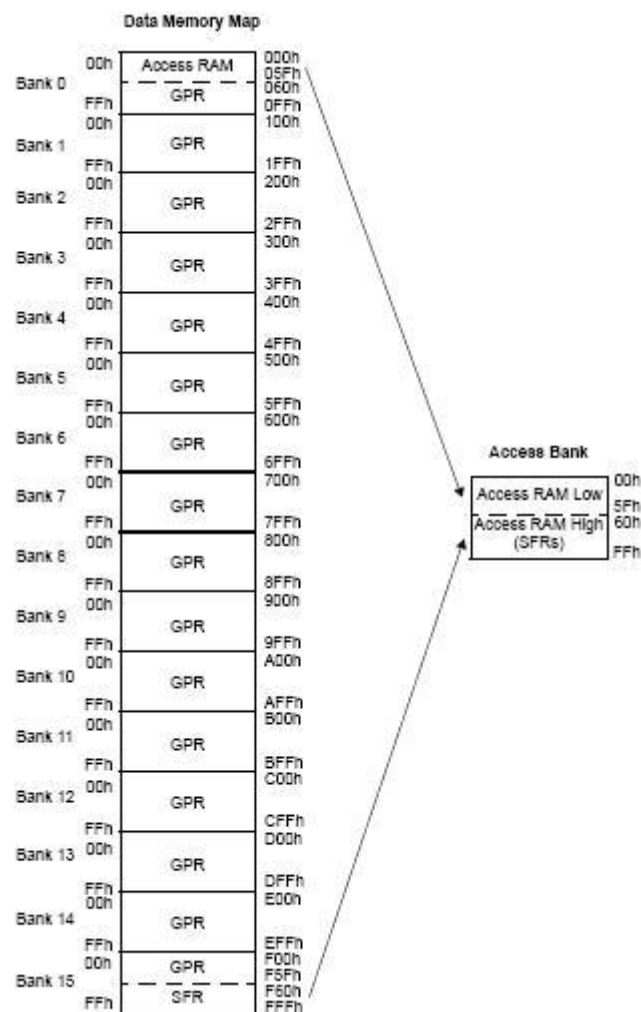 Data Memory Map
Bank 0
00h
FFh
Access RAM
GPR
000h
05Fh
060h
0FFh
Bank 1
00h
FFh
GPR
100h
1FFh
Bank 2
00h
FFh
GPR
200h
2FFh
Bank 3
00h
FFh
GPR
300h
3FFh
Bank 4
00h
FFh
GPR
400h
4FFh
Bank 5
00h
FFh
GPR
500h
5FFh
Bank 6
00h
FFh
GPR
600h
6FFh
Bank 7
00h
FFh
GPR
700h
7FFh
Bank 8
00h
FFh
GPR
800h
8FFh
Bank 9
00h
FFh
GPR
900h
9FFh
Bank 10
00h
FFh
GPR
A00h
AFFh
Bank 11
00h
FFh
GPR
B00h
BFFh
Bank 12
00h
FFh
GPR
C00h
CFFh
Bank 13
00h
FFh
GPR
D00h
DFFh
Bank 14
00h
FFh
GPR
E00h
EFFh
Bank 15
00h
FFh
GPR
SFR
F00h
F5Fh
F60h
FFFh
Access Bank
Access RAM Low
Access RAM High
(SFRs)
00h
5Fh
60h
FFh